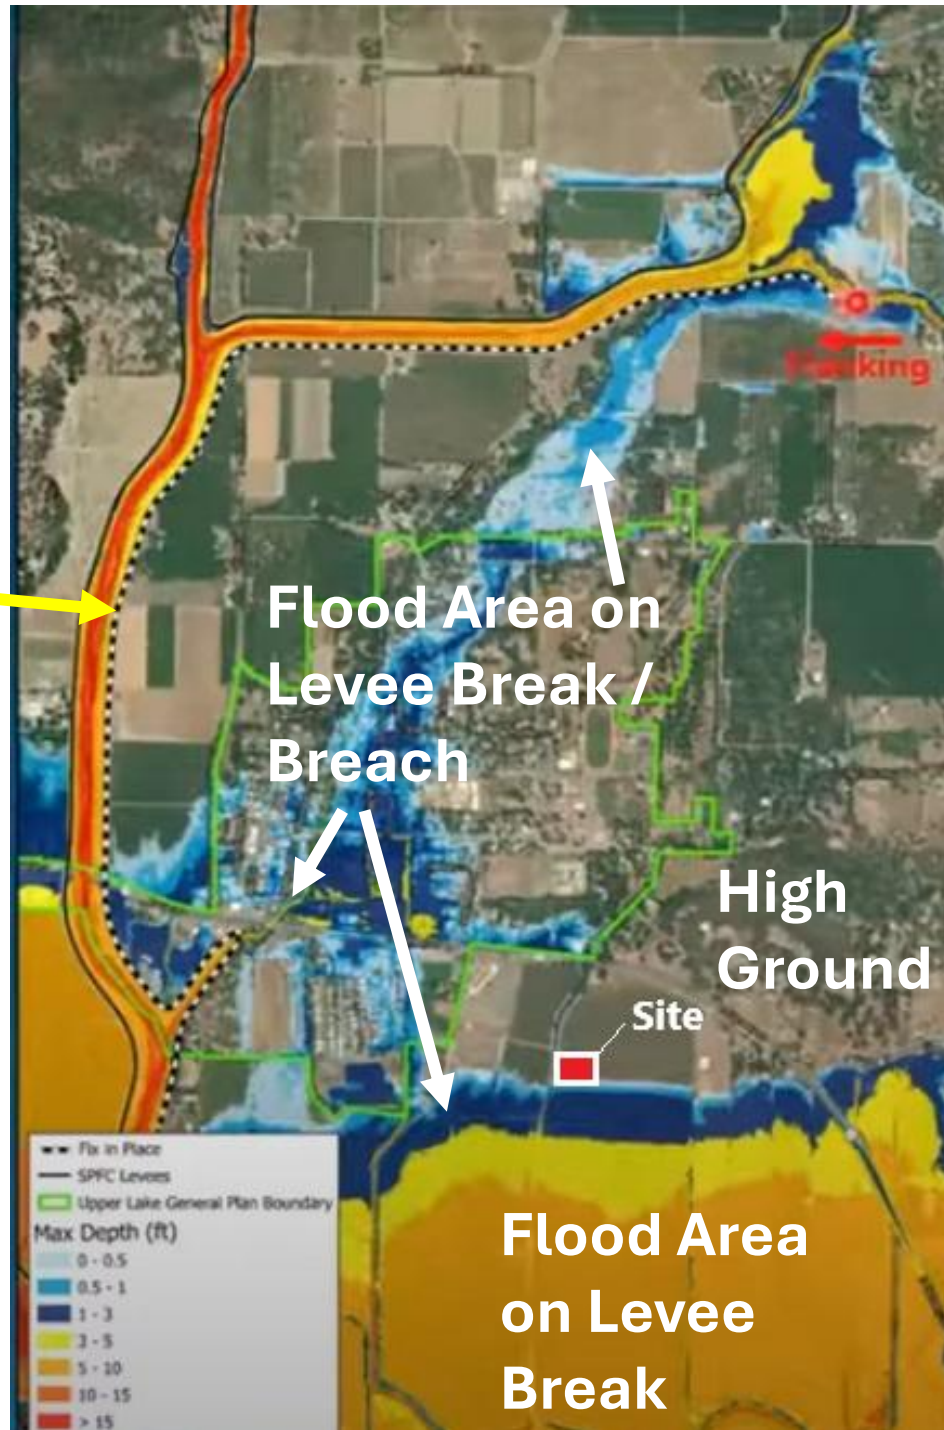 Flanking
Flood Area on
Levee Break /
Breach
High
Ground
Site
Fix in Place
SPFC Levees
Upper Lake General Plan Boundary
Max Depth (ft)
0 - 0.5
0.5 - 1
1 - 3
3 - 5
5 - 10
10 - 15
> 15
Flood Area
on Levee
Break